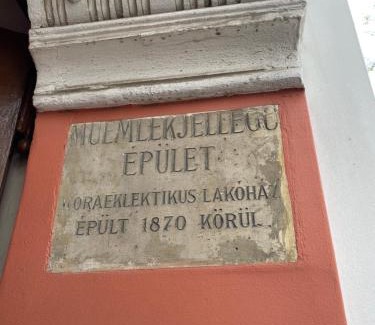 MŰEMLÉKJELLEGŰ
ÉPÜLET
KORAEKLEKTIKUS LAKÓHÁZ
ÉPÜLT 1870 KÖRÜL